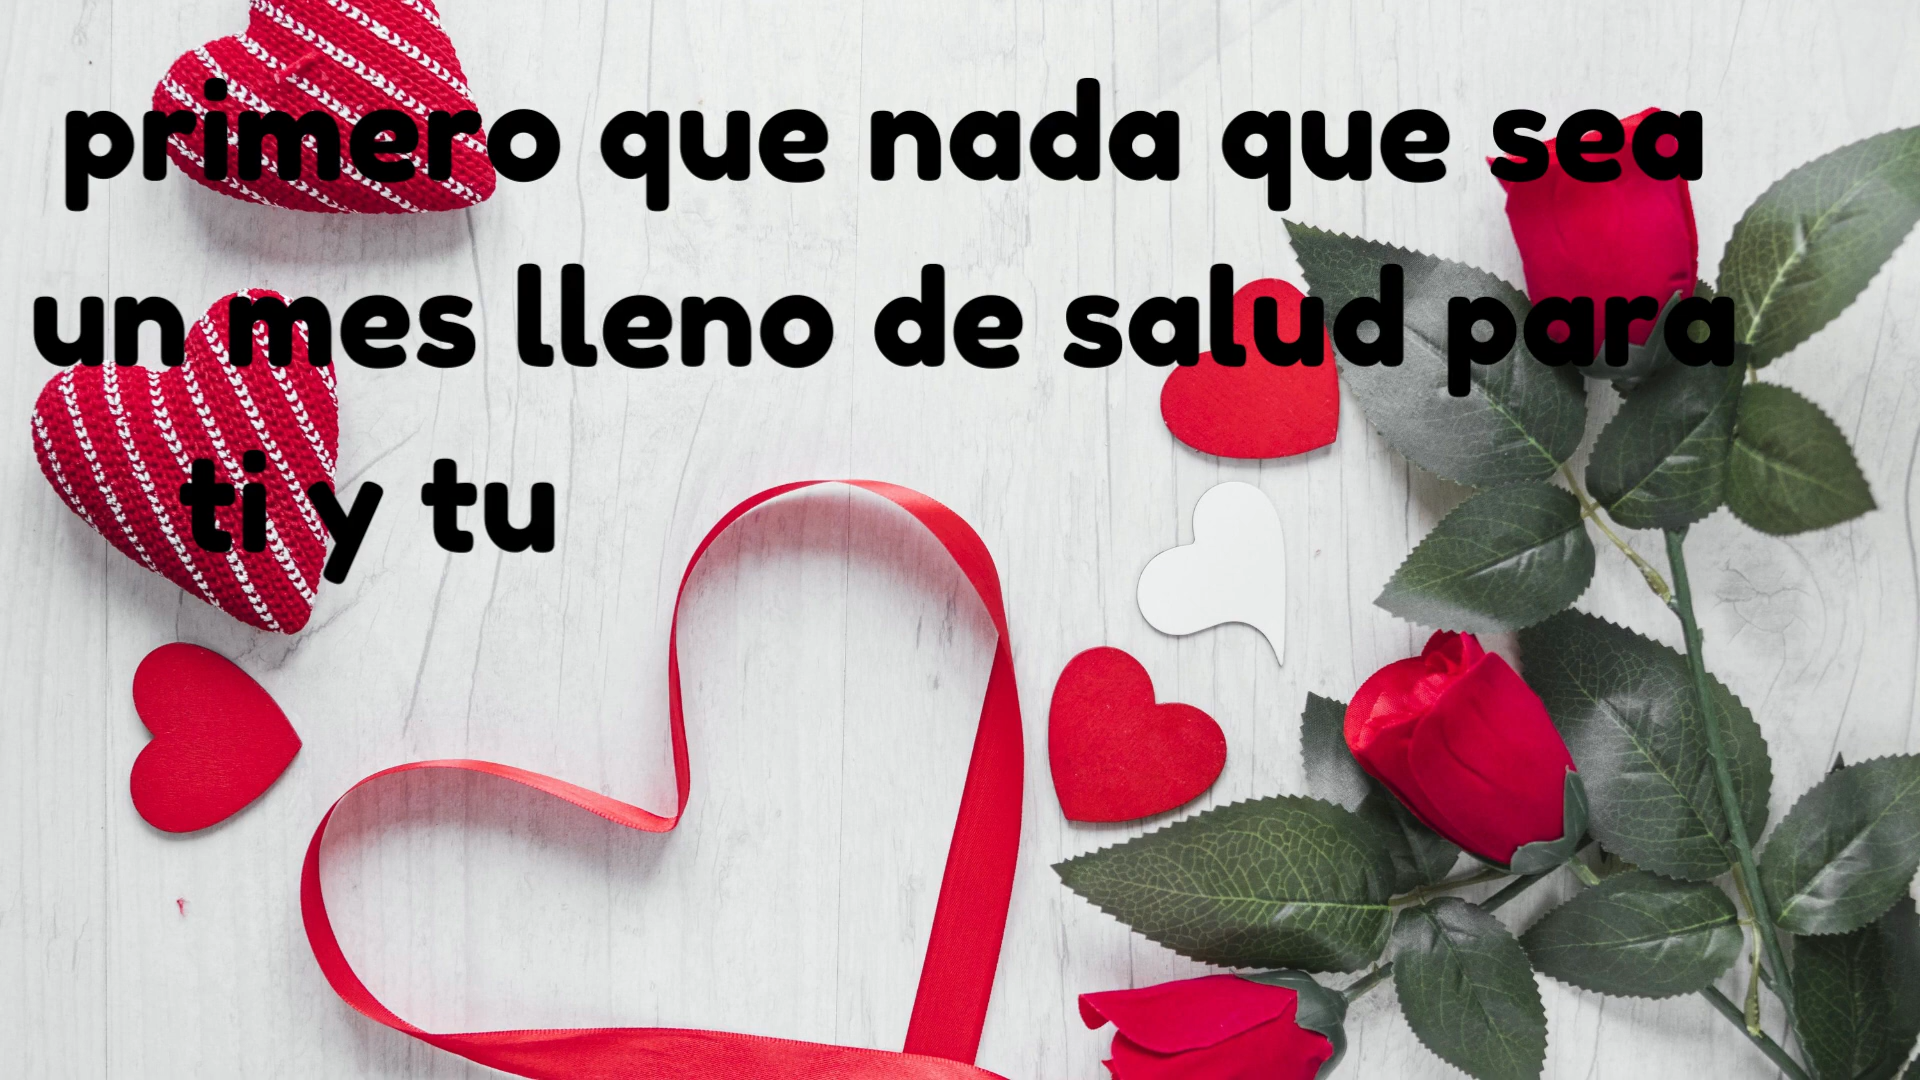 primero que nada que sea
un mes lleno de salud para
ti y tu